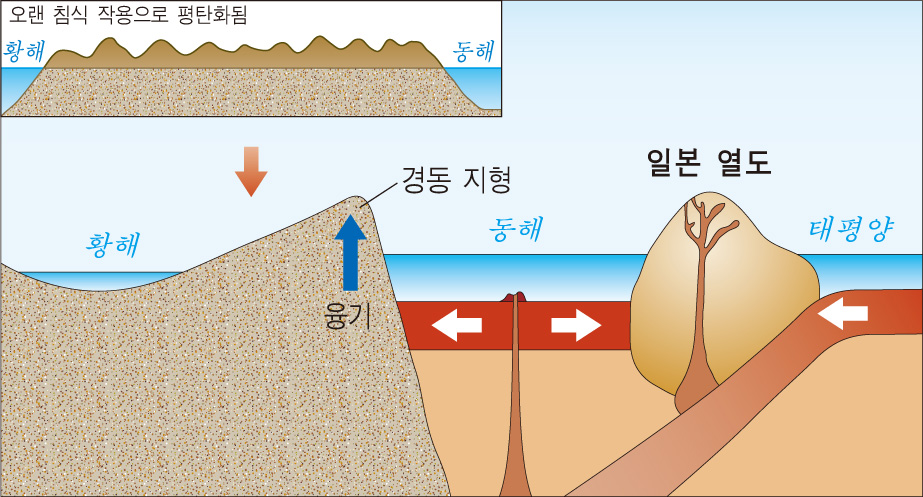 오랜 침식 작용으로 평탄화됨
황해
동해
경동 지형
일본 열도
황해
동해
태평양
융기